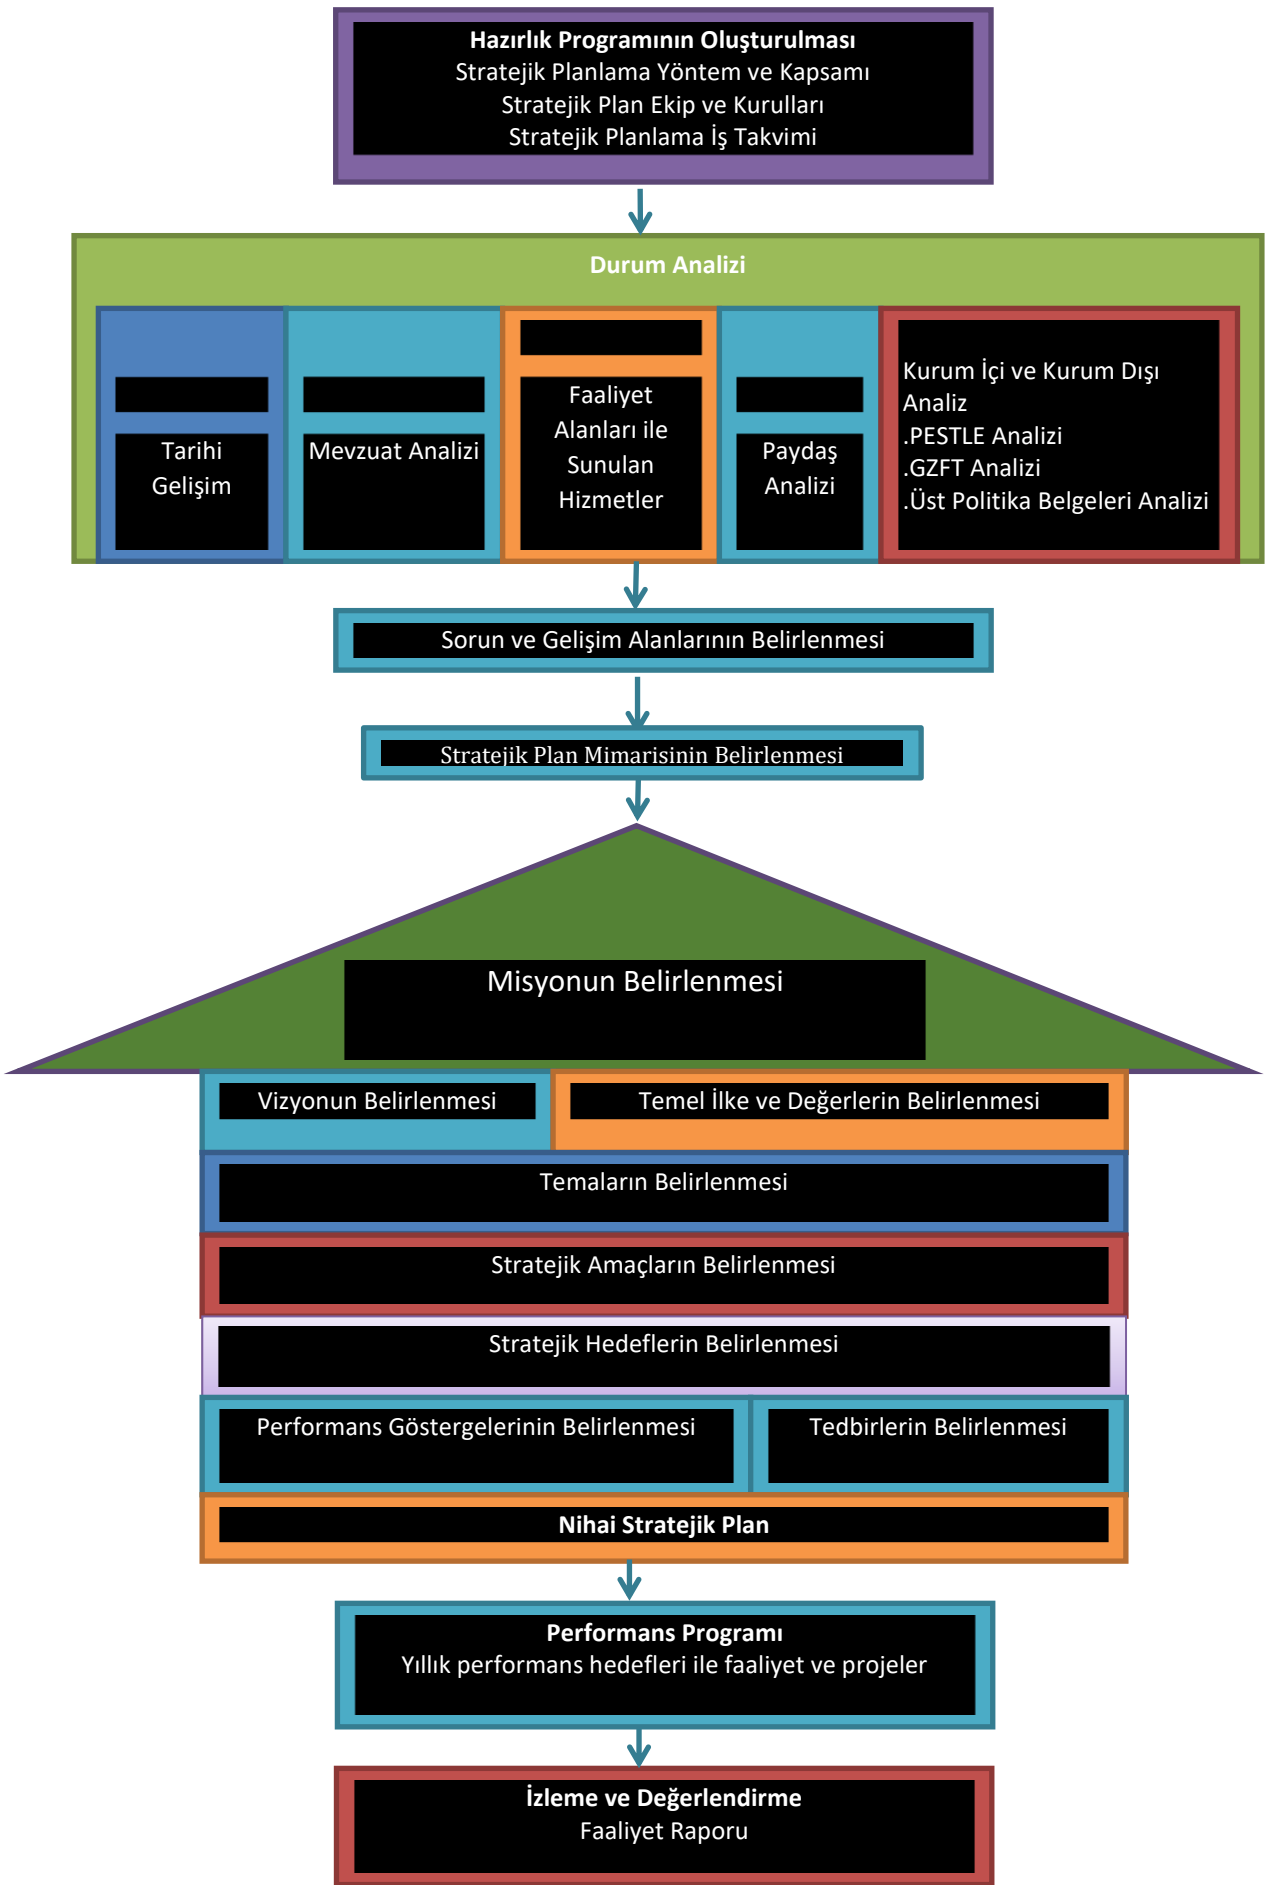 Hazırlık Programının Oluşturulması
Stratejik Planlama Yöntem ve Kapsamı
Stratejik Plan Ekip ve Kurulları
Stratejik Planlama İş Takvimi
Durum Analizi
Tarihi
Gelişim
Mevzuat Analizi
Faaliyet
Alanları ile
Sunulan
Hizmetler
Paydaş
Analizi
Kurum İçi ve Kurum Dışı
Analiz
.PESTLE Analizi
.GZFT Analizi
.Üst Politika Belgeleri Analizi
Sorun ve Gelişim Alanlarının Belirlenmesi
Stratejik Plan Mimarisinin Belirlenmesi
Misyonun Belirlenmesi
Vizyonun Belirlenmesi
Temel İlke ve Değerlerin Belirlenmesi
Temaların Belirlenmesi
Stratejik Amaçların Belirlenmesi
Stratejik Hedeflerin Belirlenmesi
Performans Göstergelerinin Belirlenmesi
Tedbirlerin Belirlenmesi
Nihai Stratejik Plan
Performans Programı
Yıllık performans hedefleri ile faaliyet ve projeler
İzleme ve Değerlendirme
Faaliyet Raporu